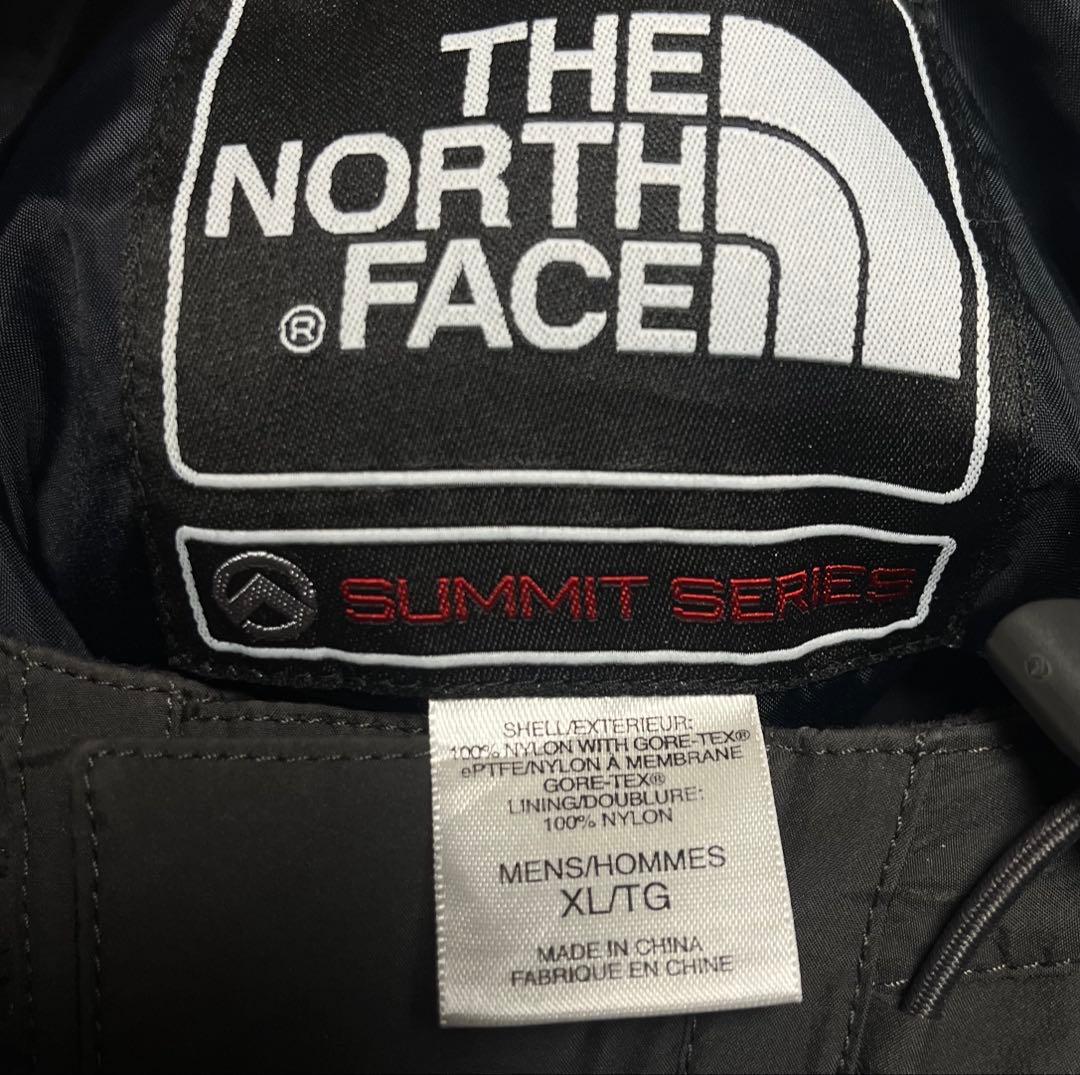 THE
NORTH
FACE
®
SUMMIT SERIES
SHELL/EXTERIEUR:
100% NYLON WITH GORE-TEX®
ePTFE/NYLON À MEMBRANE
GORE-TEX®
LINING/DOUBLURE:
100% NYLON
MENS/HOMMES
XL/TG
MADE IN CHINA
FABRIQUE EN CHINE